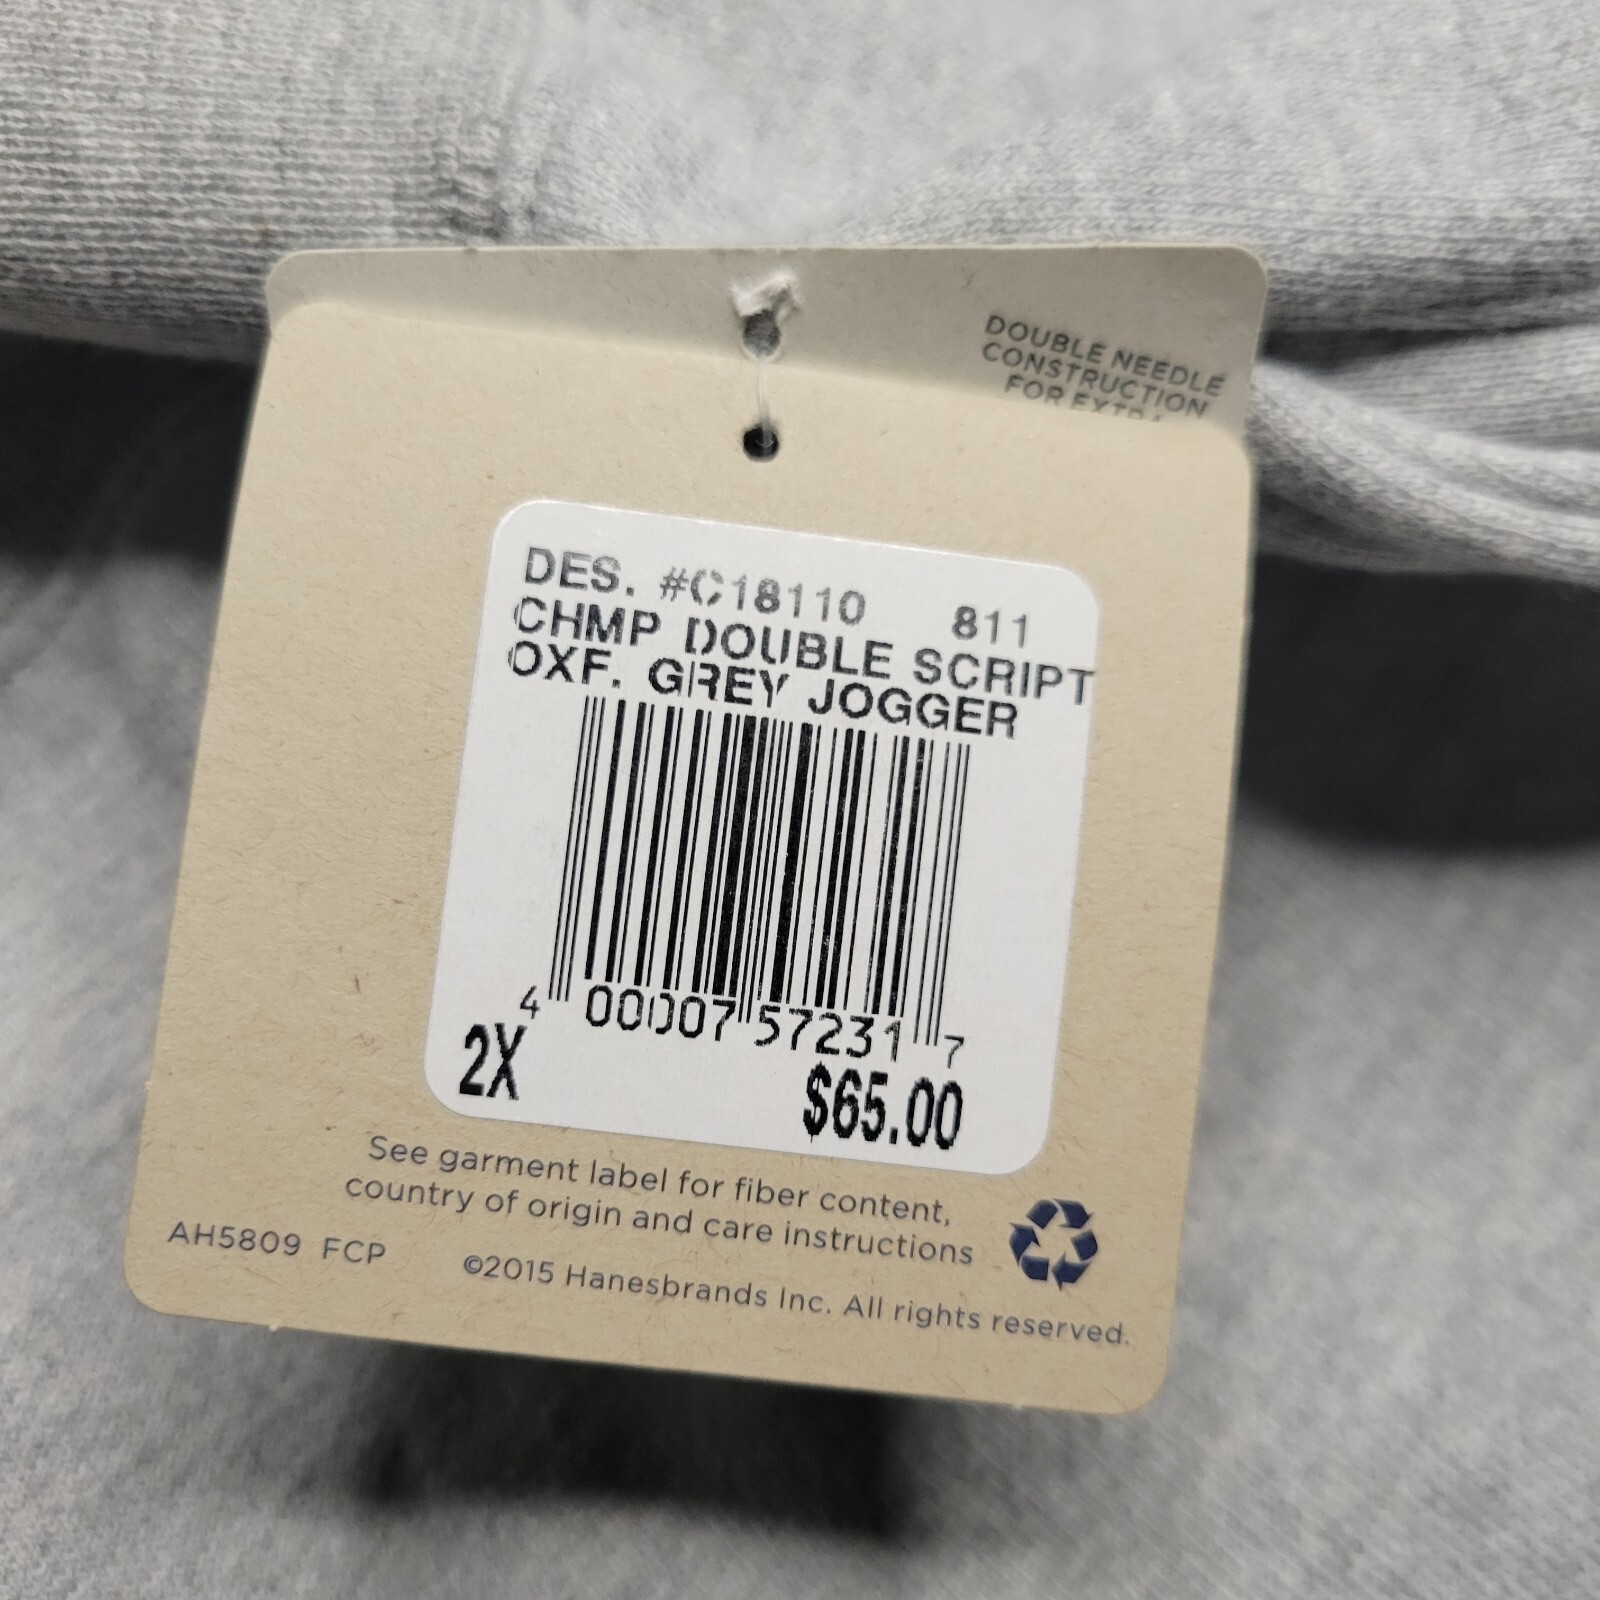 DOUBLE NEEDLE
CONSTRUCTION
FOR EXTRA
DES. #C18110 811
CHMP DOUBLE SCRIPT
OXF. GREY JOGGER
4 00007 57231 7
2X $65.00
See garment label for fiber content,
country of origin and care instructions
AH5809 FCP
©2015 Hanesbrands Inc. All rights reserved.